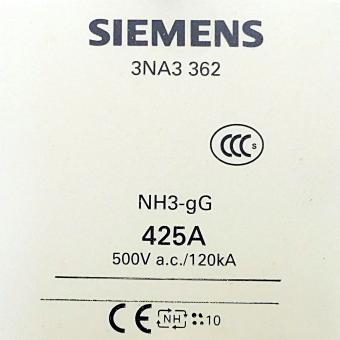 SIEMENS
3NA3 362
CCC S
NH3-gG
425A
500V a.c./120kA
CE NH 10